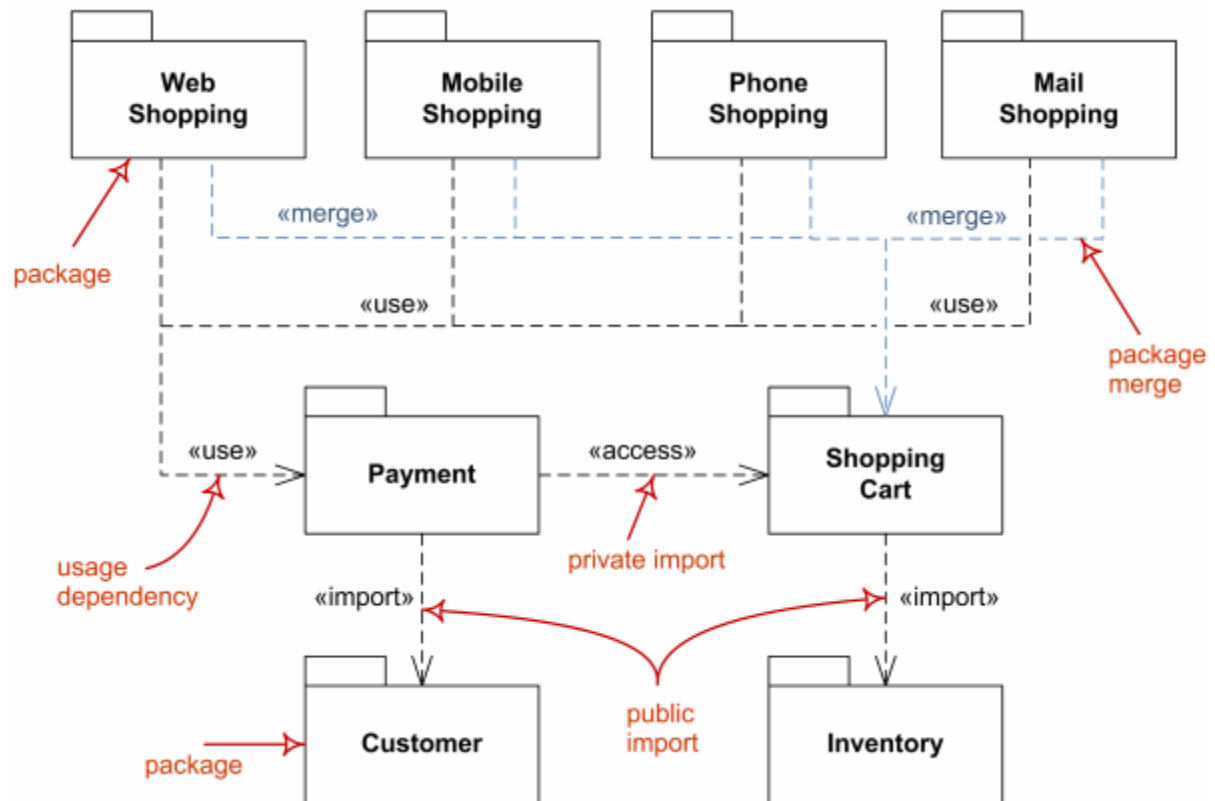 Web
Shopping
Mobile
Shopping
Phone
Shopping
Mail
Shopping
«merge»
«merge»
package
«use»
«use»
package
merge
«use»
Payment
«access»
Shopping
Cart
usage
dependency
private import
«import»
«import»
public
import
Customer
Inventory
package